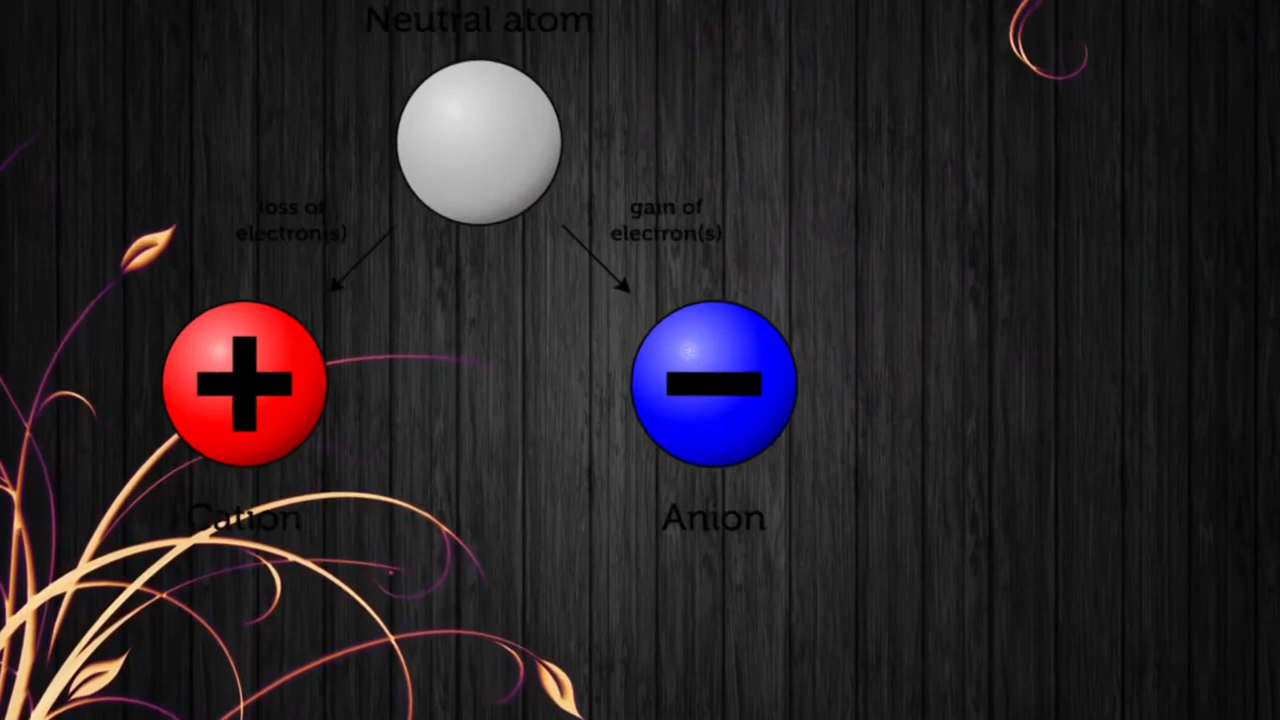 Neutral atom
loss of
electron(s)
gain of
electron(s)
Cation
Anion